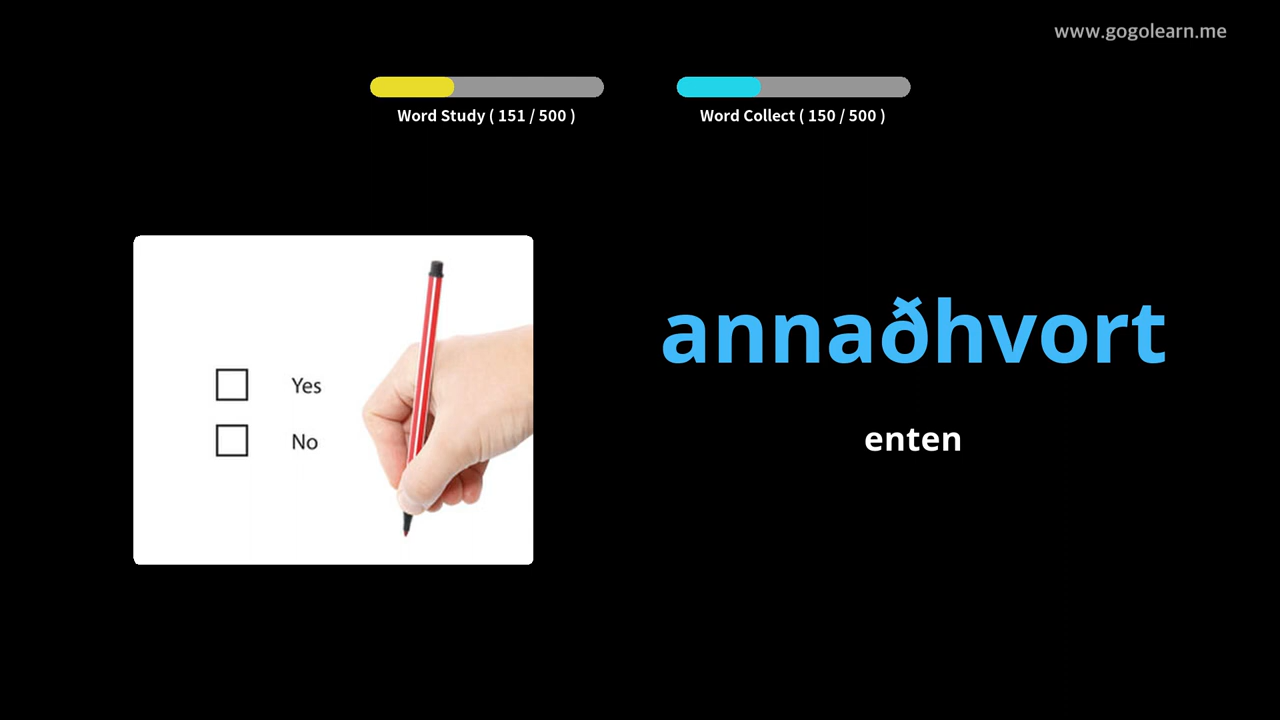 www.gogolearn.me
Word Study ( 151 / 500 )
Word Collect ( 150 / 500 )
Yes
No
annaðhvort
enten